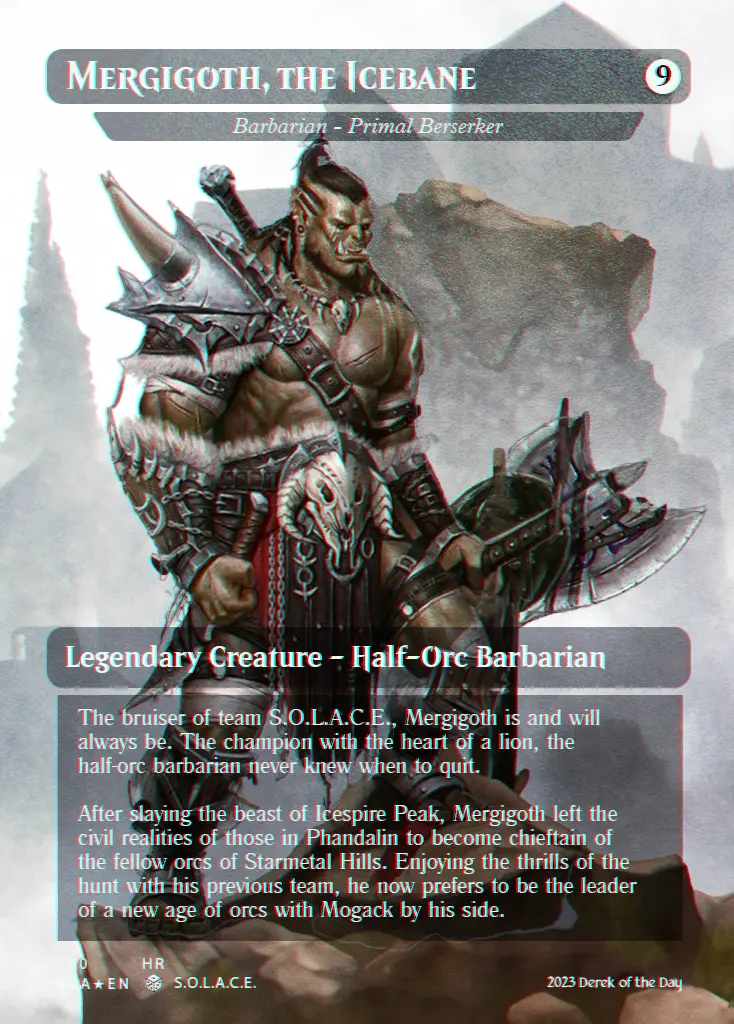 Mergigoth, the Icebane
9
Barbarian - Primal Berserker
Legendary Creature - Half-Orc Barbarian
The bruiser of team S.O.L.A.C.E., Mergigoth is and will
always be. The champion with the heart of a lion, the
half-orc barbarian never knew when to quit.
After slaying the beast of Icespire Peak, Mergigoth left the
civil realities of those in Phandalin to become chieftain of
the fellow orcs of Starmetal Hills. Enjoying the thrills of the
hunt with his previous team, he now prefers to be the leader
of a new age of orcs with Mogack by his side.
0 HR
A★EN S.O.L.A.C.E.
2023 Derek of the Day